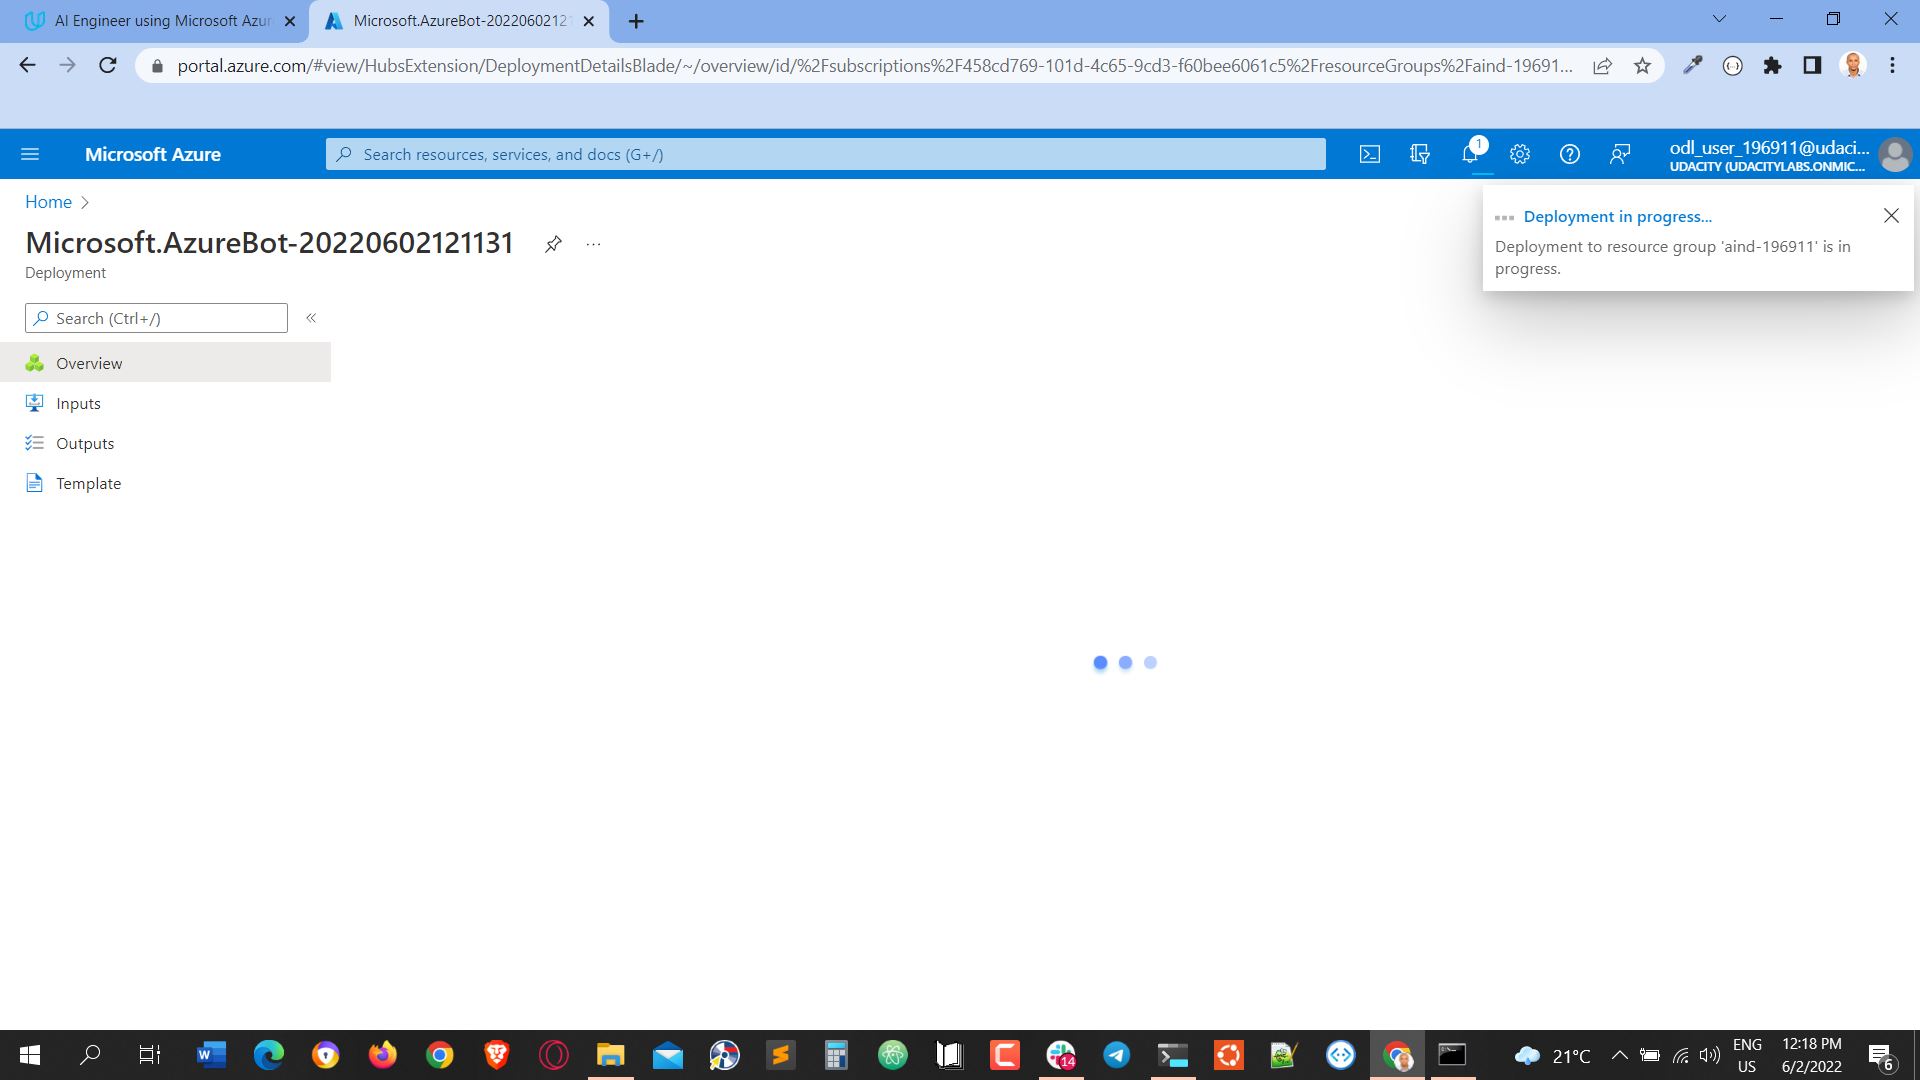 AI Engineer using Microsoft Azur
Microsoft.AzureBot-2022060212
portal.azure.com/#view/HubsExtension/DeploymentDetailsBlade/~/overview/id/%2Fsubscriptions%2F458cd769-101d-4c65-9cd3-f60bee6061c5%2FresourceGroups%2Faind-19691...
Microsoft Azure
Search resources, services, and docs (G+/)
1
odl_user_196911@udaci...
UDACITY (UDACITYLABS.ONMIC...
Home
Deployment in progress...
Deployment to resource group 'aind-196911' is in
progress.
Microsoft.AzureBot-20220602121131
Deployment
Search (Ctrl+/)
Overview
Inputs
Outputs
Template
14
21°C
ENG
US
12:18 PM
6/2/2022
6